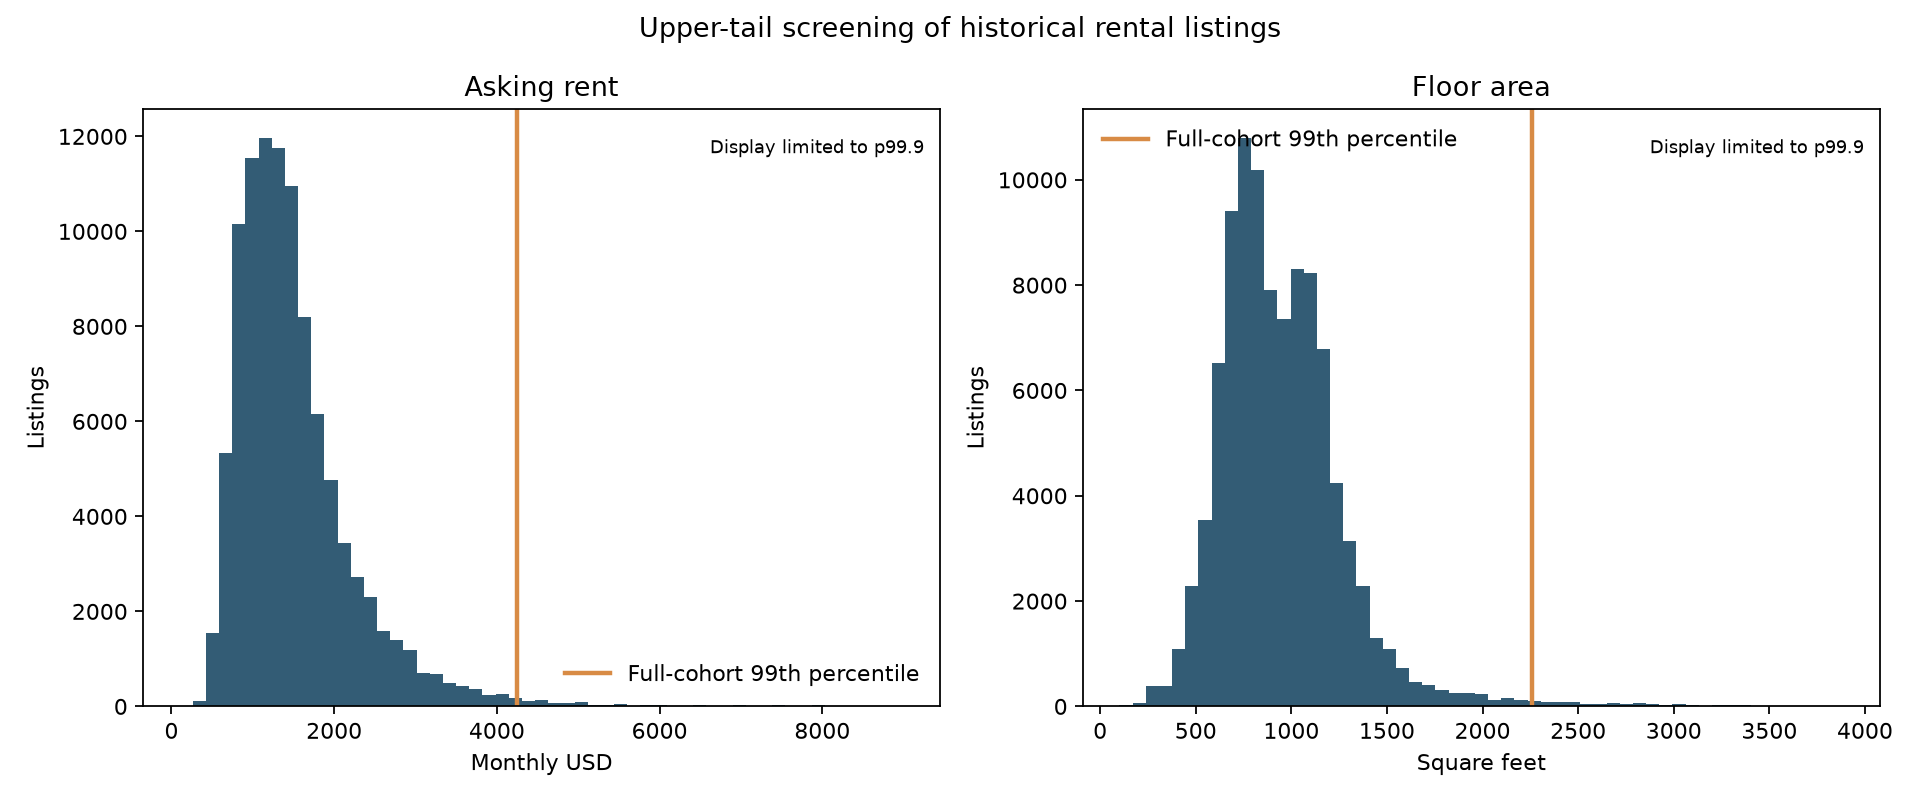 Upper-tail screening of historical rental listings
Asking rent
Display limited to p99.9
Full-cohort 99th percentile
Listings
12000
10000
8000
6000
4000
2000
0
0 2000 4000 6000 8000
Monthly USD
Floor area
Full-cohort 99th percentile
Display limited to p99.9
Listings
10000
8000
6000
4000
2000
0
0 500 1000 1500 2000 2500 3000 3500 4000
Square feet